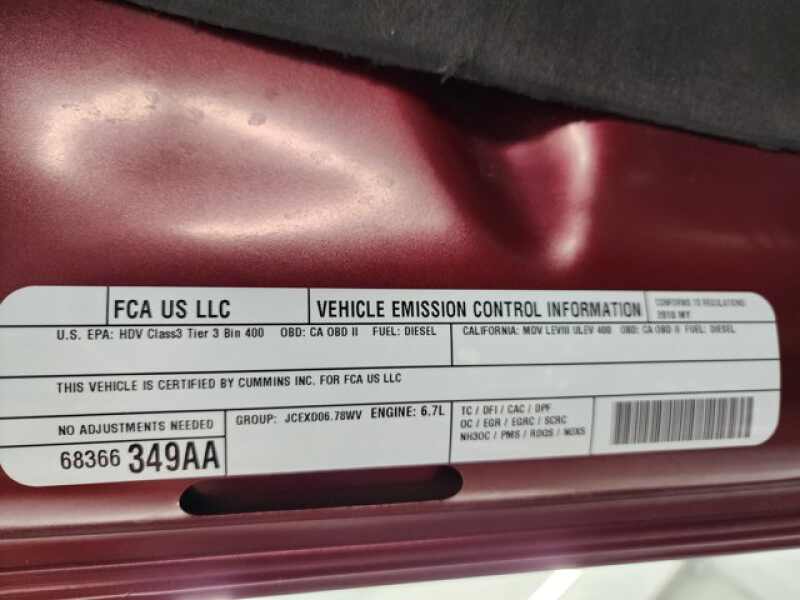 FCA US LLC
VEHICLE EMISSION CONTROL INFORMATION
CONFORMS TO REGULATIONS:
2018 MY
U.S. EPA: HDV Class3 Tier 3 Bin 400 OBD: CA OBD II FUEL: DIESEL
CALIFORNIA: MDV LEVIII ULEV 400 OBD: CA OBD II FUEL: DIESEL
THIS VEHICLE IS CERTIFIED BY CUMMINS INC. FOR FCA US LLC
NO ADJUSTMENTS NEEDED
68366 349AA
GROUP: JCEXD06.78WV ENGINE: 6.7L
TC / DFI / CAC / DPF
OC / EGR / EGRC / SCRC
NH3OC / PMS / RDQS / NOXS